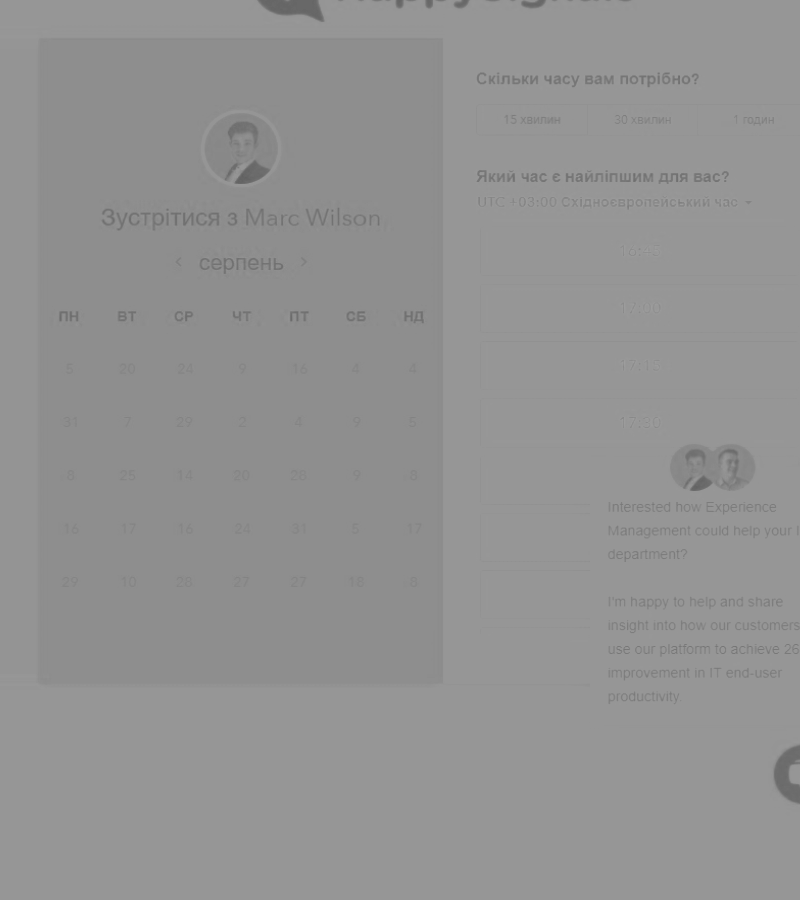 HappySignals
Зустрітися з Marc Wilson
серпень
ПН ВТ СР ЧТ ПТ СБ НД
5 20 24 9 16 4 4
31 7 29 2 4 9 5
8 25 14 20 28 9 8
16 17 16 24 31 5 17
29 10 28 27 27 18 6
Скільки часу вам потрібно?
15 хвилин 30 хвилин 1 годин
Який час є найліпшим для вас?
UTC +03:00 Східноєвропейський час
16:45
17:00
17:15
17:30
Interested how Experience
Management could help your I
department?
I'm happy to help and share
insight into how our customers
use our platform to achieve 26
improvement in IT end-user
productivity.